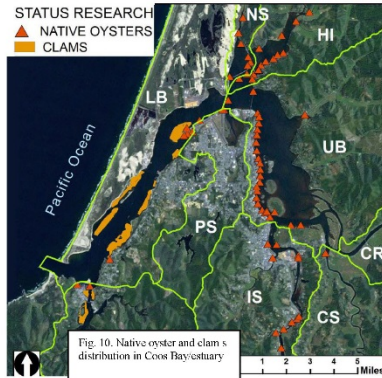 STATUS RESEARCH
NATIVE OYSTERS
CLAMS
NS
HI
LB
Pacific Ocean
UB
PS
CR
IS
CS
Fig. 10. Native oyster and clam s
distribution in Coos Bay/estuary
1 2 3 4 5
Miles